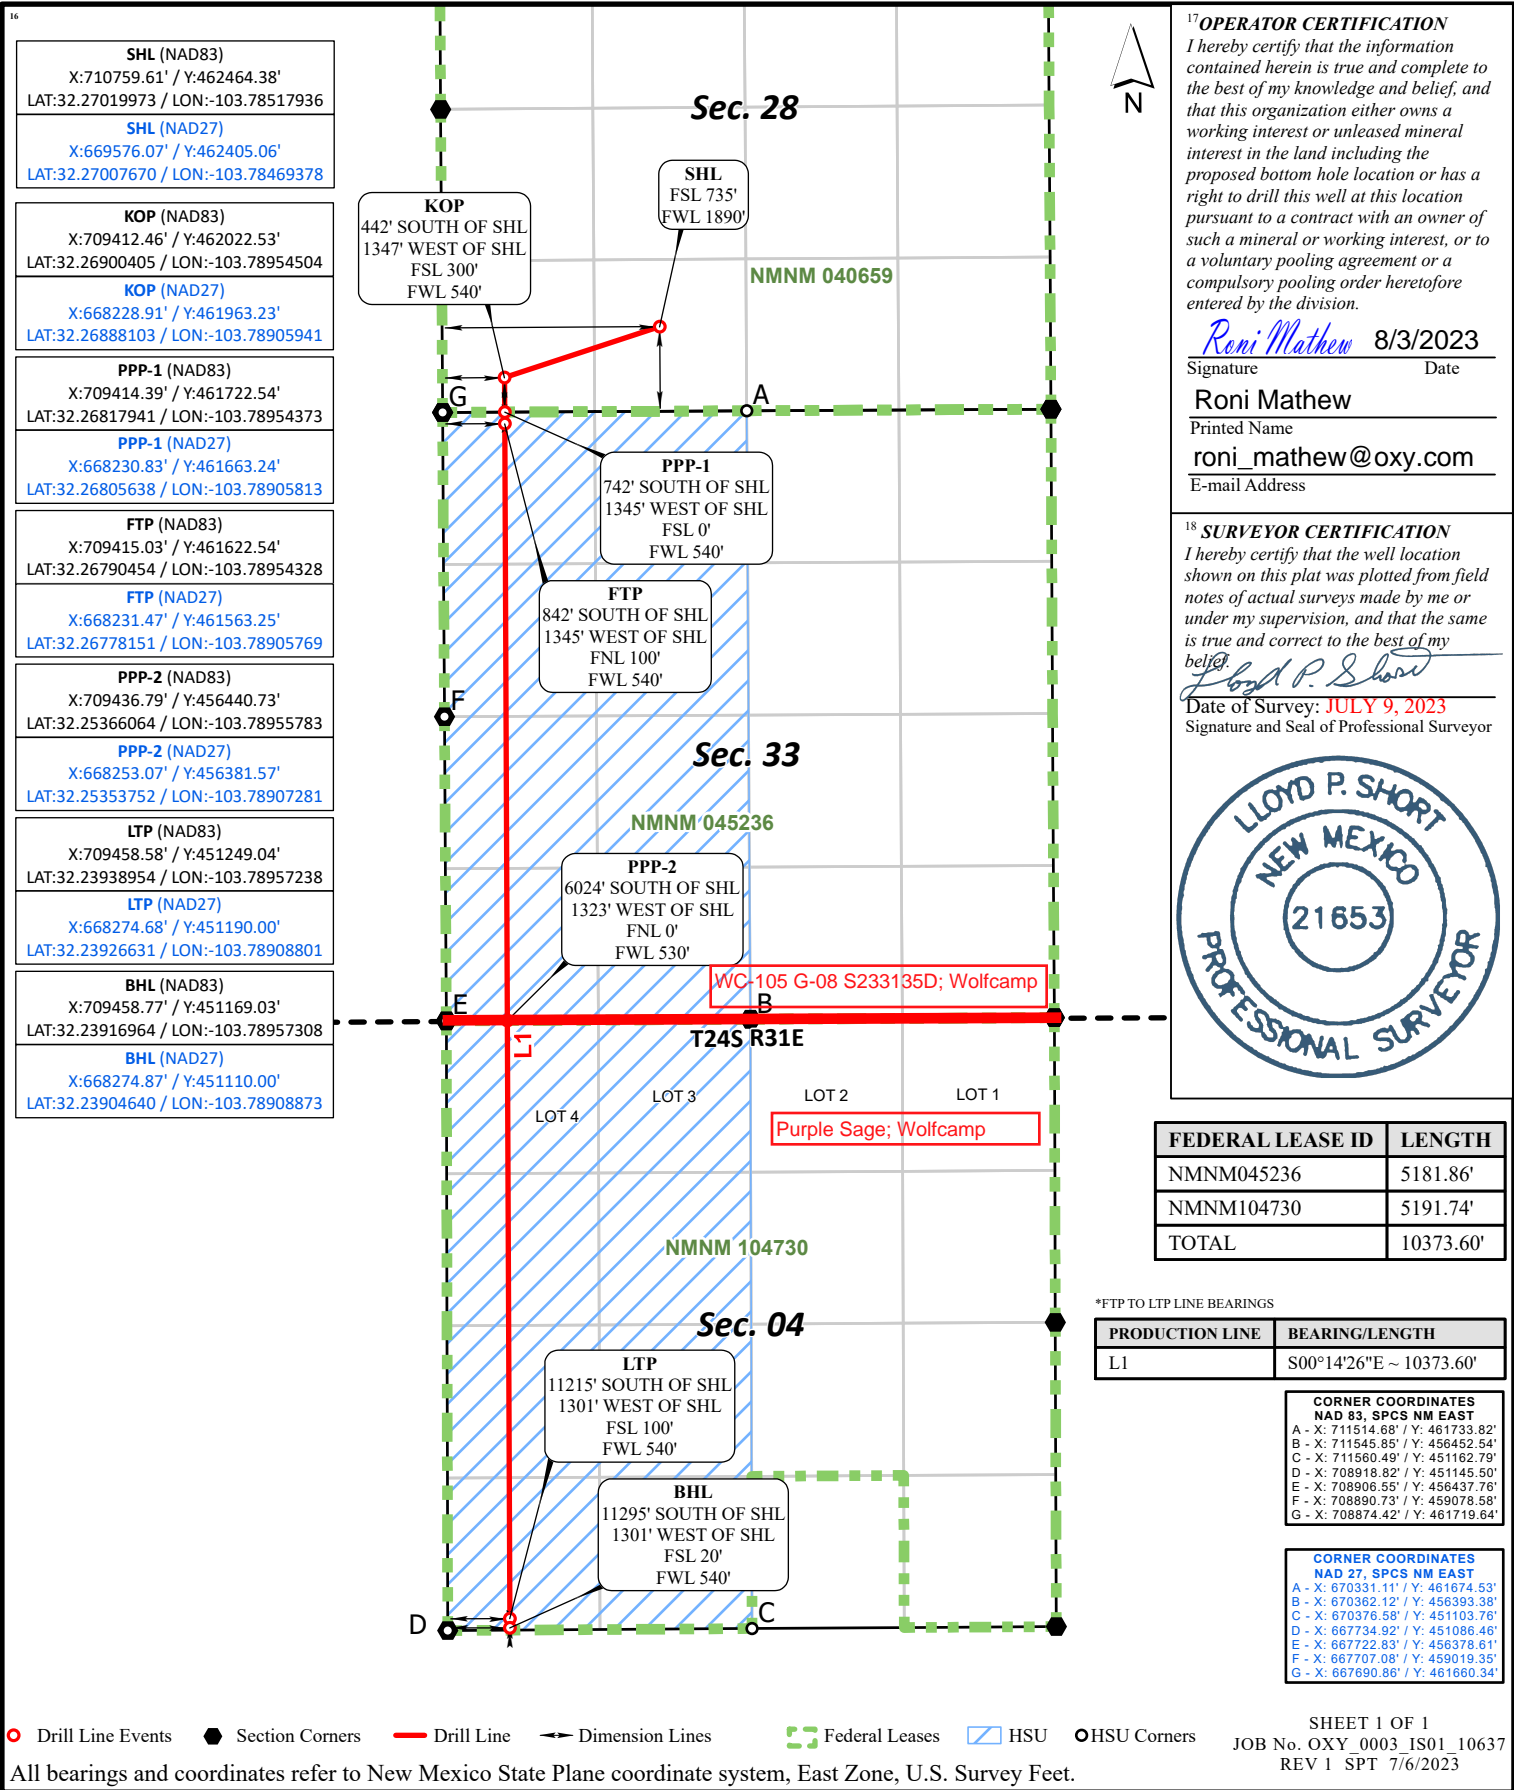 16
SHL (NAD83)
X:710759.61' / Y:462464.38'
LAT:32.27019973 / LON:-103.78517936
SHL (NAD27)
X:669576.07' / Y:462405.06'
LAT:32.27007670 / LON:-103.78469378
KOP (NAD83)
X:709412.46' / Y:462022.53'
LAT:32.26900405 / LON:-103.78954504
KOP (NAD27)
X:668228.91' / Y:461963.23'
LAT:32.26888103 / LON:-103.78905941
PPP-1 (NAD83)
X:709414.39' / Y:461722.54'
LAT:32.26817941 / LON:-103.78954373
PPP-1 (NAD27)
X:668230.83' / Y:461663.24'
LAT:32.26805638 / LON:-103.78905813
FTP (NAD83)
X:709415.03' / Y:461622.54'
LAT:32.26790454 / LON:-103.78954328
FTP (NAD27)
X:668231.47' / Y:461563.25'
LAT:32.26778151 / LON:-103.78905769
PPP-2 (NAD83)
X:709436.79' / Y:456440.73'
LAT:32.25366064 / LON:-103.78955783
PPP-2 (NAD27)
X:668253.07' / Y:456381.57'
LAT:32.25353752 / LON:-103.78907281
LTP (NAD83)
X:709458.58' / Y:451249.04'
LAT:32.23938954 / LON:-103.78957238
LTP (NAD27)
X:668274.68' / Y:451190.00'
LAT:32.23926631 / LON:-103.78908801
BHL (NAD83)
X:709458.77' / Y:451169.03'
LAT:32.23916964 / LON:-103.78957308
BHL (NAD27)
X:668274.87' / Y:451110.00'
LAT:32.23904640 / LON:-103.78908873
Sec. 28
N
SHL
FSL 735'
FWL 1890'
KOP
442' SOUTH OF SHL
1347' WEST OF SHL
FSL 300'
FWL 540'
NMNM 040659
G
A
PPP-1
742' SOUTH OF SHL
1345' WEST OF SHL
FSL 0'
FWL 540'
FTP
842' SOUTH OF SHL
1345' WEST OF SHL
FNL 100'
FWL 540'
F
Sec. 33
NMNM 045236
PPP-2
6024' SOUTH OF SHL
1323' WEST OF SHL
FNL 0'
FWL 530'
WC-105 G-08 S233135D; Wolfcamp
E
B
L1
T24S R31E
LOT 4
LOT 3
LOT 2
LOT 1
Purple Sage; Wolfcamp
NMNM 104730
Sec. 04
LTP
11215' SOUTH OF SHL
1301' WEST OF SHL
FSL 100'
FWL 540'
BHL
11295' SOUTH OF SHL
1301' WEST OF SHL
FSL 20'
FWL 540'
D
C
17 OPERATOR CERTIFICATION
I hereby certify that the information
contained herein is true and complete to
the best of my knowledge and belief, and
that this organization either owns a
working interest or unleased mineral
interest in the land including the
proposed bottom hole location or has a
right to drill this well at this location
pursuant to a contract with an owner of
such a mineral or working interest, or to
a voluntary pooling agreement or a
compulsory pooling order heretofore
entered by the division.
Roni Mathew 8/3/2023
Signature Date
Roni Mathew
Printed Name
roni_mathew@oxy.com
E-mail Address
18 SURVEYOR CERTIFICATION
I hereby certify that the well location
shown on this plat was plotted from field
notes of actual surveys made by me or
under my supervision, and that the same
is true and correct to the best of my
belief.
Lloyd P. Short
Date of Survey: JULY 9, 2023
Signature and Seal of Professional Surveyor
LLOYD P. SHORT
NEW MEXICO
21653
PROFESSIONAL SURVEYOR
FEDERAL LEASE ID LENGTH
NMNM045236 5181.86'
NMNM104730 5191.74'
TOTAL 10373.60'
*FTP TO LTP LINE BEARINGS
PRODUCTION LINE BEARING/LENGTH
L1 S00°14'26"E ~ 10373.60'
CORNER COORDINATES
NAD 83, SPCS NM EAST
A - X: 711514.68' / Y: 461733.82'
B - X: 711545.85' / Y: 456452.54'
C - X: 711560.49' / Y: 451162.79'
D - X: 708918.82' / Y: 451145.50'
E - X: 708906.55' / Y: 456437.76'
F - X: 708890.73' / Y: 459078.58'
G - X: 708874.42' / Y: 461719.64'
CORNER COORDINATES
NAD 27, SPCS NM EAST
A - X: 670331.11' / Y: 461674.53'
B - X: 670362.12' / Y: 456393.38'
C - X: 670376.58' / Y: 451103.76'
D - X: 667734.92' / Y: 451086.46'
E - X: 667722.83' / Y: 456378.61'
F - X: 667707.08' / Y: 459019.35'
G - X: 667690.86' / Y: 461660.34'
Drill Line Events Section Corners Drill Line Dimension Lines Federal Leases HSU HSU Corners
All bearings and coordinates refer to New Mexico State Plane coordinate system, East Zone, U.S. Survey Feet.
SHEET 1 OF 1
JOB No. OXY_0003_IS01_10637
REV 1 SPT 7/6/2023